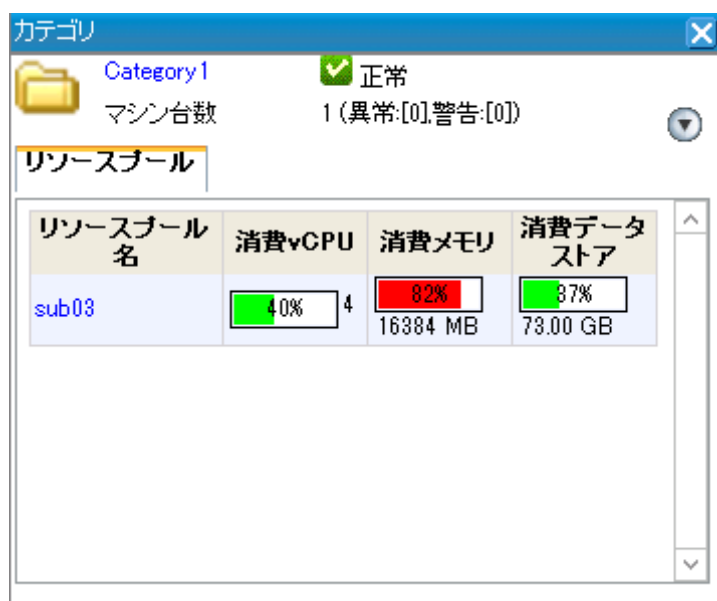 カテゴリ
Category1 正常
マシン台数 1 (異常:[0],警告:[0])
リソースプール
リソースプール名 消費vCPU 消費メモリ 消費データストア
sub03 40% 4 82% 37%
16384 MB 73.00 GB